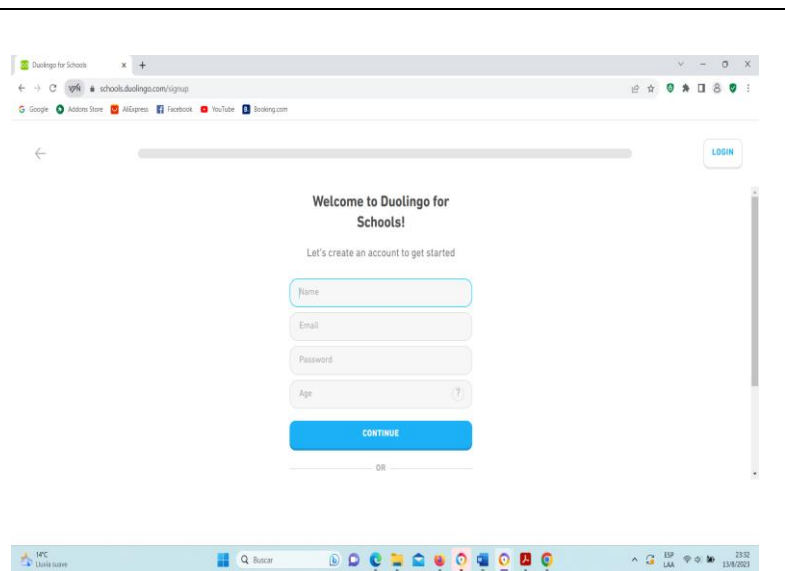 Duolingo for Schools
VPN schools.duolingo.com/signup
Google Addons Store AliExpress Facebook YouTube Booking.com
LOGIN
Welcome to Duolingo for
Schools!
Let's create an account to get started
Name
Email
Password
Age ?
CONTINUE
OR
14°C
Lluvia suave
Buscar
ESP
LAA
23:32
13/8/2023